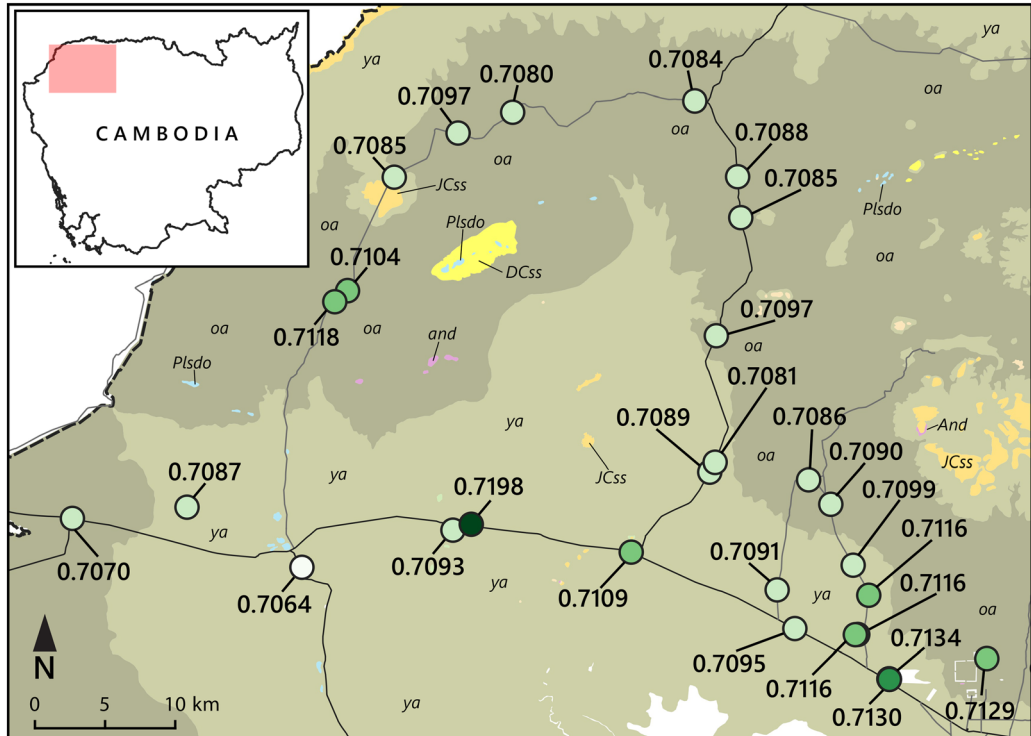 CAMBODIA
ya
ya
oa
0.7084
0.7080
0.7097
oa
oa
0.7088
0.7085
JCss
0.7085
Plsdo
oa
Plsdo
oa
DCss
0.7104
0.7118
oa
oa
and
0.7097
oa
Plsdo
0.7081
0.7089
0.7086
And
ya
oa
0.7090
JCss
ya
JCss
0.7087
0.7198
0.7099
ya
0.7116
0.7093
0.7091
0.7070
ya
0.7116
0.7064
0.7109
ya
oa
0.7134
N
0.7095
0.7116
0 5 10 km
ya
0.7130
0.7129